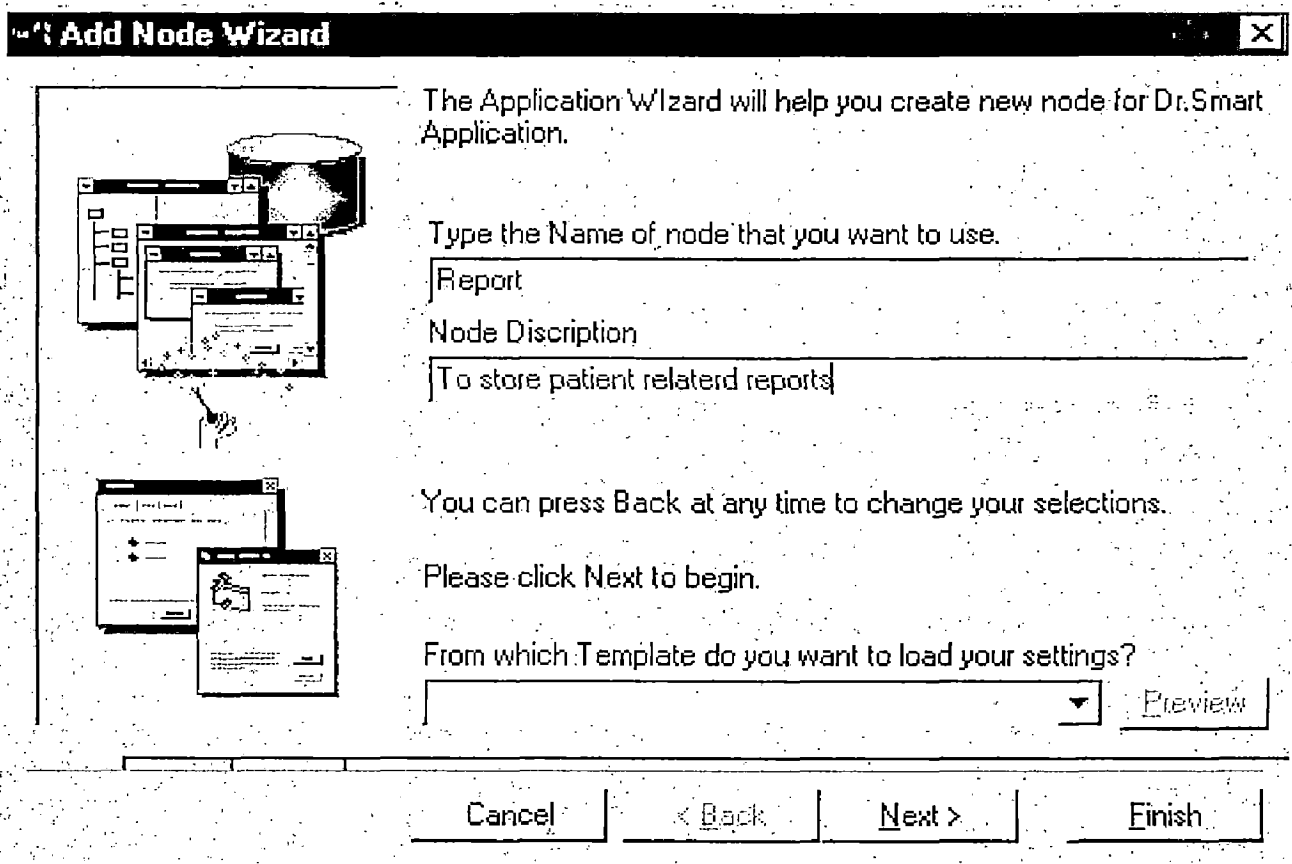 Add Node Wizard
The Application WIzard will help you create new node for Dr.Smart
Application.
Type the Name of node that you want to use.
Report
Node Discription
To store patient relaterd reports
You can press Back at any time to change your selections.
Please click Next to begin.
From which Template do you want to load your settings?
Preview
Cancel < Back Next > Finish